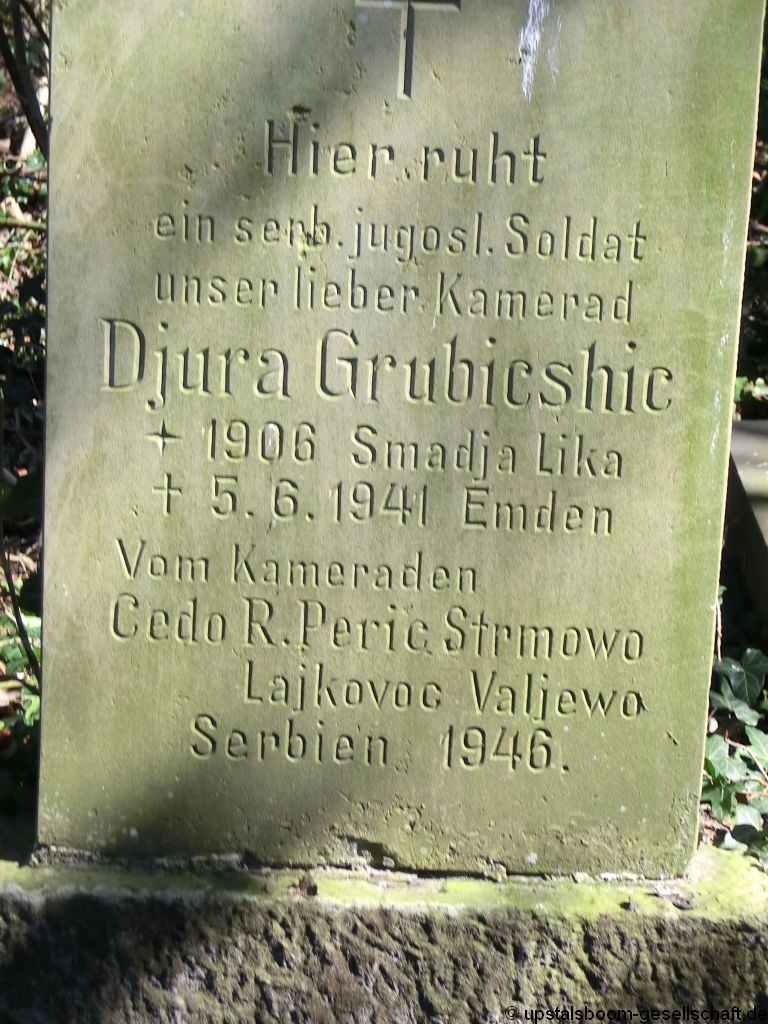 Hier ruht
ein serb. jugosl. Soldat
unser lieber Kamerad
Djura Grubicshic
1906 Smadja Lika
† 5.6.1941 Emden
Vom Kameraden
Cedo R. Peric Strmowo
Lajkovoc Valjewo
Serbien 1946.
© upstalsboom-gesellschaft.de